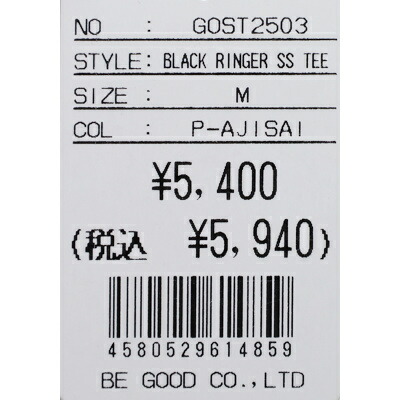 NO : GOST2503
STYLE: BLACK RINGER SS TEE
SIZE : M
COL : P-AJISAI
¥5,400
(税込 ¥5,940)
4580529614859
BE GOOD CO.,LTD